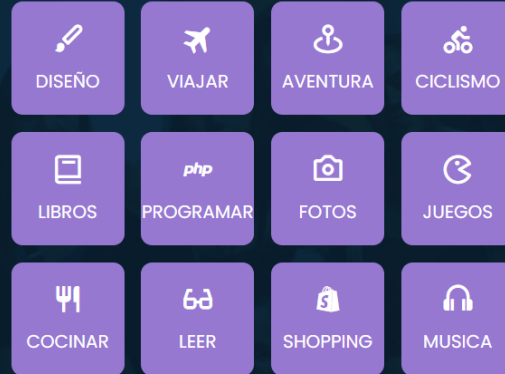 DISEÑO
VIAJAR
AVENTURA
CICLISMO
php
LIBROS
PROGRAMAR
FOTOS
JUEGOS
COCINAR
LEER
SHOPPING
MUSICA